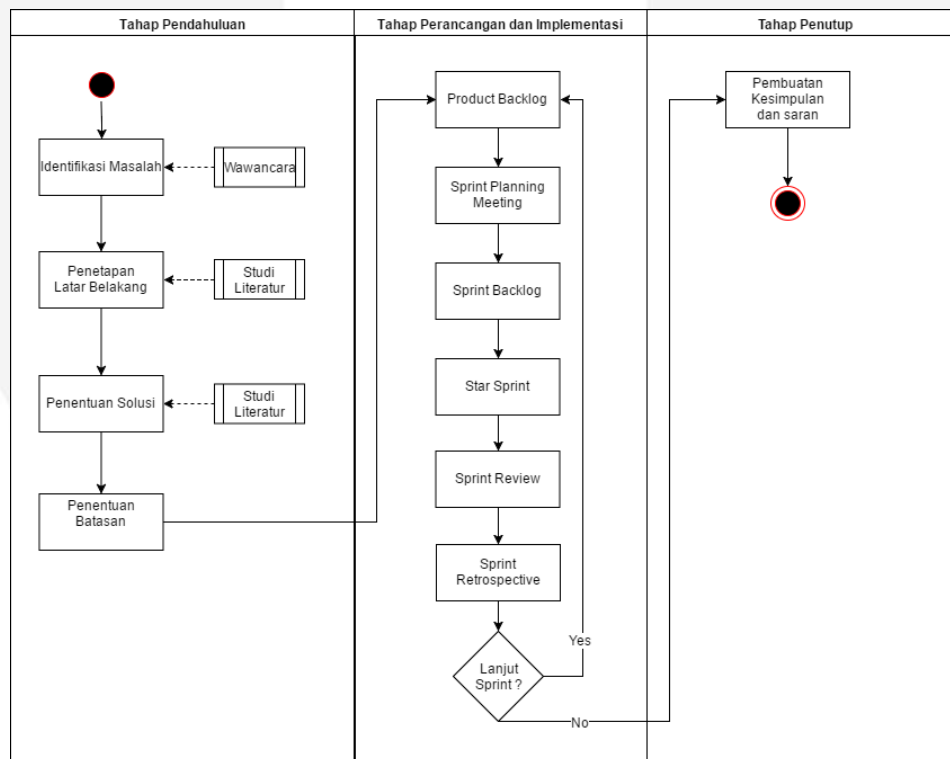 Tahap Pendahuluan
Tahap Perancangan dan Implementasi
Tahap Penutup
Identifikasi Masalah
Wawancara
Penetapan
Latar Belakang
Studi
Literatur
Penentuan Solusi
Studi
Literatur
Penentuan
Batasan
Product Backlog
Sprint Planning
Meeting
Sprint Backlog
Star Sprint
Sprint Review
Sprint
Retrospective
Lanjut
Sprint ?
Yes
No
Pembuatan
Kesimpulan
dan saran